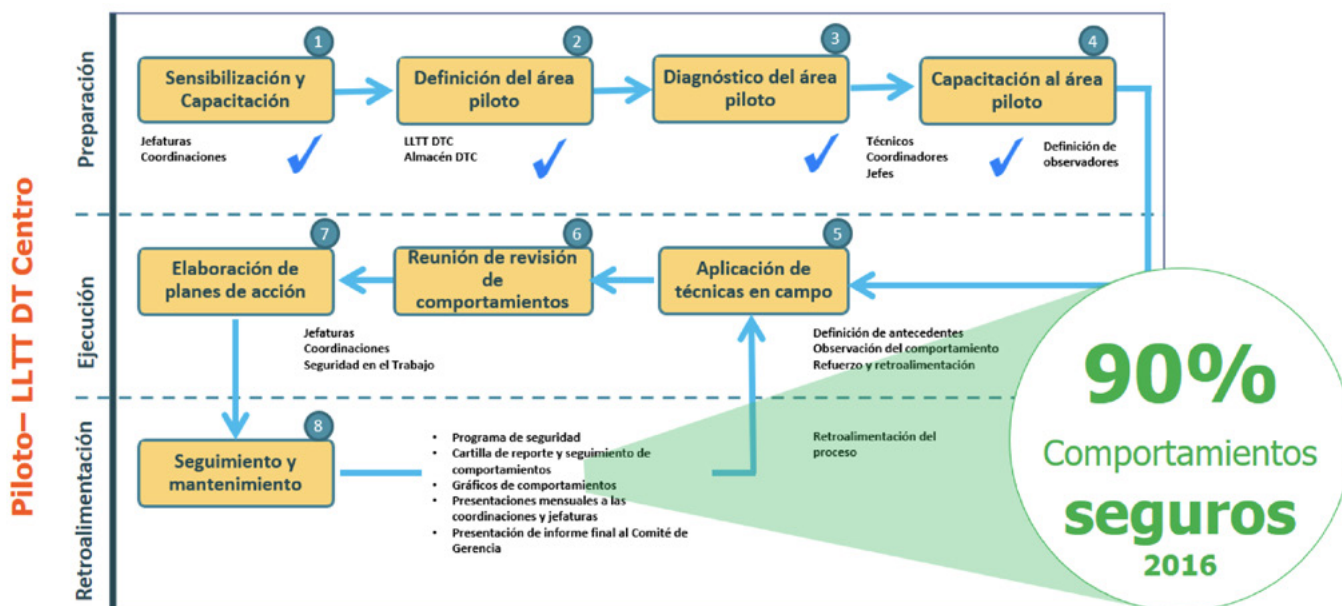 Piloto– LLTT DT Centro
Preparación
1
Sensibilización y
Capacitación
Jefaturas
Coordinaciones
2
Definición del área
piloto
LLTT DTC
Almacén DTC
3
Diagnóstico del área
piloto
Técnicos
Coordinadores
Jefes
4
Capacitación al área
piloto
Definición de
observadores
Ejecución
7
Elaboración de
planes de acción
Jefaturas
Coordinaciones
Seguridad en el Trabajo
6
Reunión de revisión
de
comportamientos
5
Aplicación de
técnicas en campo
Definición de antecedentes
Observación del comportamiento
Refuerzo y retroalimentación
Retroalimentación
8
Seguimiento y
mantenimiento
• Programa de seguridad
• Cartilla de reporte y seguimiento de
comportamientos
• Gráficos de comportamientos
• Presentaciones mensuales a las
coordinaciones y jefaturas
• Presentación de informe final al Comité de
Gerencia
Retroalimentación del
proceso
90%
Comportamientos
seguros
2016